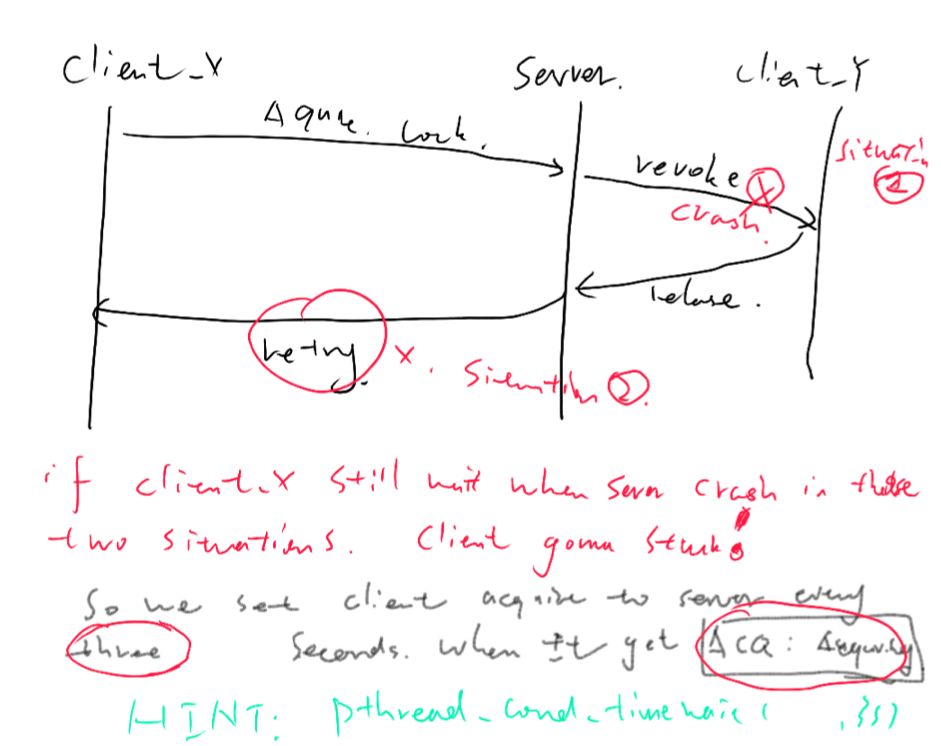 Client_X Server. Client_Y
Aquire. lock.
revoke
Situatin ①
Crash.
release.
retry. X. Situation ②.
if client_X still wait when server crash in these
two situations. Client gonna stuck!
So we set client acquire to server every
three seconds. when it get ACQ: Acquiring
HINT: pthread_cond_timewait( ,3s)